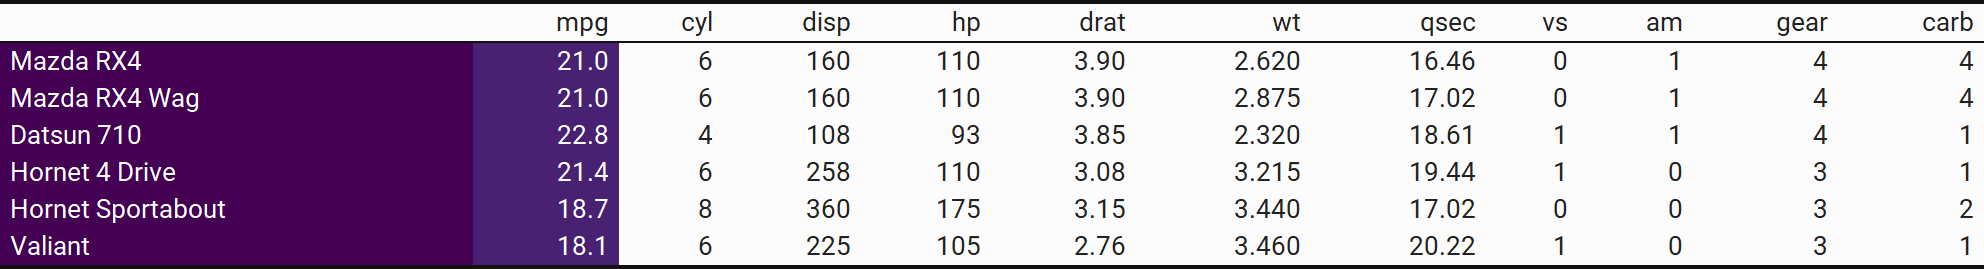 mpg cyl disp hp drat wt qsec vs am gear carb
Mazda RX4 21.0 6 160 110 3.90 2.620 16.46 0 1 4 4
Mazda RX4 Wag 21.0 6 160 110 3.90 2.875 17.02 0 1 4 4
Datsun 710 22.8 4 108 93 3.85 2.320 18.61 1 1 4 1
Hornet 4 Drive 21.4 6 258 110 3.08 3.215 19.44 1 0 3 1
Hornet Sportabout 18.7 8 360 175 3.15 3.440 17.02 0 0 3 2
Valiant 18.1 6 225 105 2.76 3.460 20.22 1 0 3 1